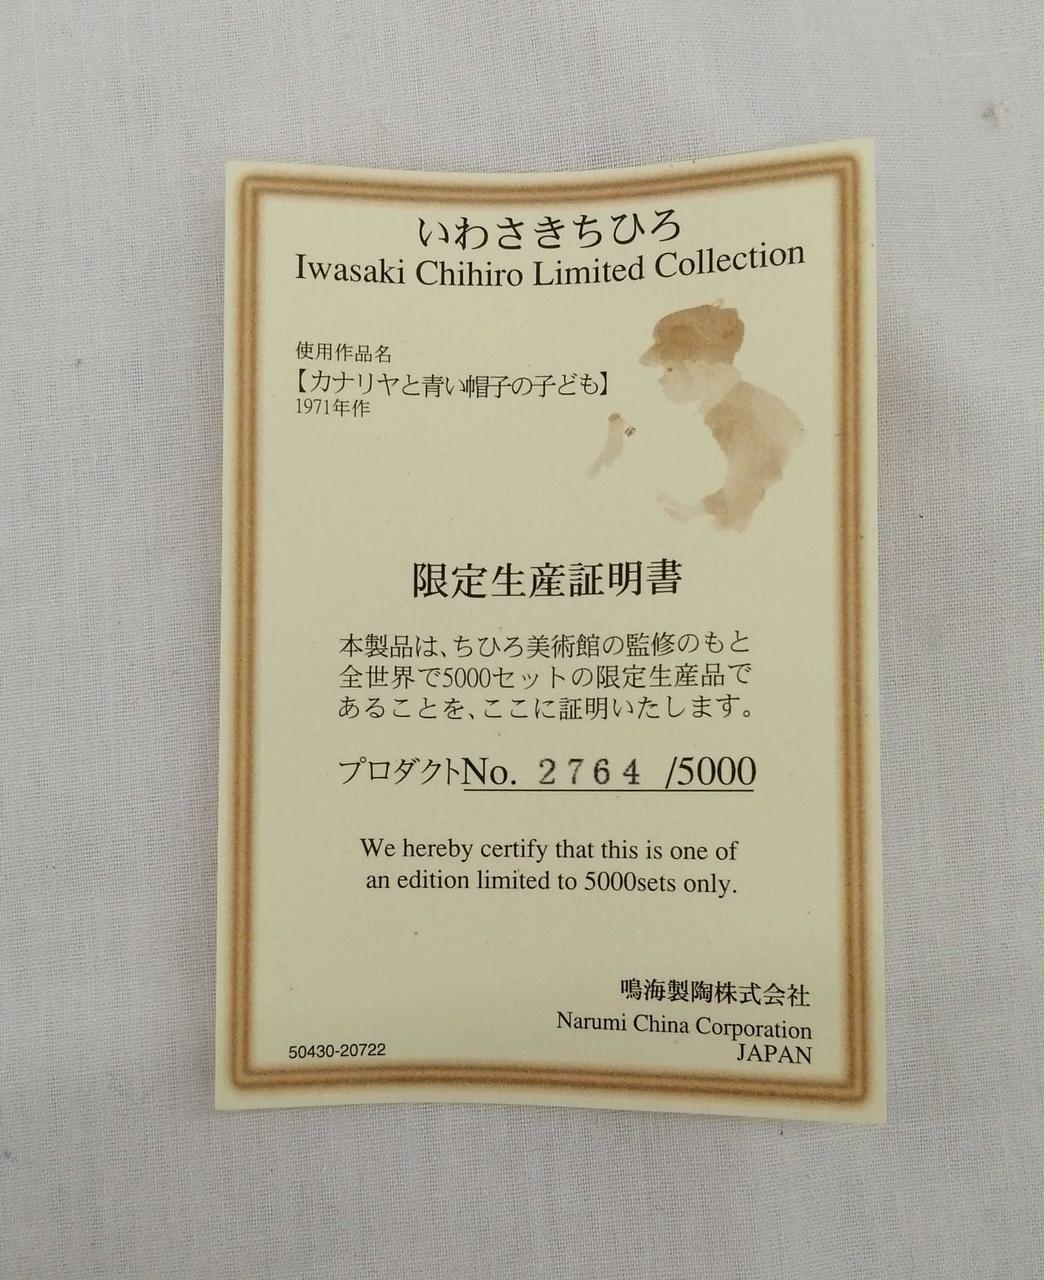 いわさきちひろ
Iwasaki Chihiro Limited Collection
使用作品名
【カナリヤと青い帽子の子ども】
1971年作
限定生産証明書
本製品は、ちひろ美術館の監修のもと
全世界で5000セットの限定生産品で
あることを、ここに証明いたします。
プロダクトNo. 2764 /5000
We hereby certify that this is one of
an edition limited to 5000sets only.
鳴海製陶株式会社
Narumi China Corporation
JAPAN
50430-20722